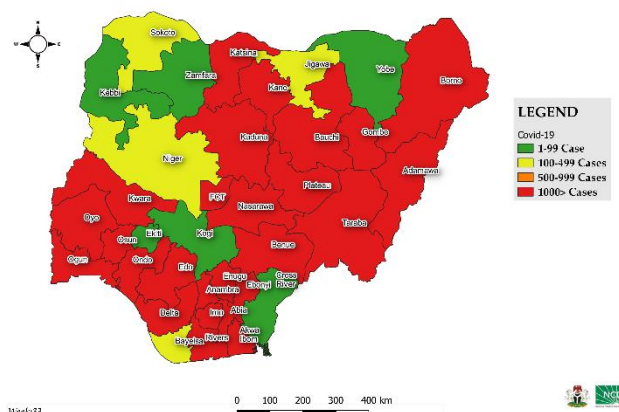 N
W
E
S
Sokoto
Katsina
Jigawa
Yobe
Borno
Kebbi
Zamfara
Kano
Kaduna
Bauchi
Gombe
Adamawa
Niger
Plateau
FCT
Kwara
Nasarawa
Taraba
Oyo
Osun
Ekiti
Kogi
Benue
Ogun
Ondo
Edo
Enugu
Anambra
Ebonyi
Cross
River
Delta
Imo
Abia
Akwa
Ibom
Bayelsa
Rivers
LEGEND
Covid-19
1-99 Case
100-499 Cases
500-999 Cases
1000> Cases
0 100 200 300 400 km